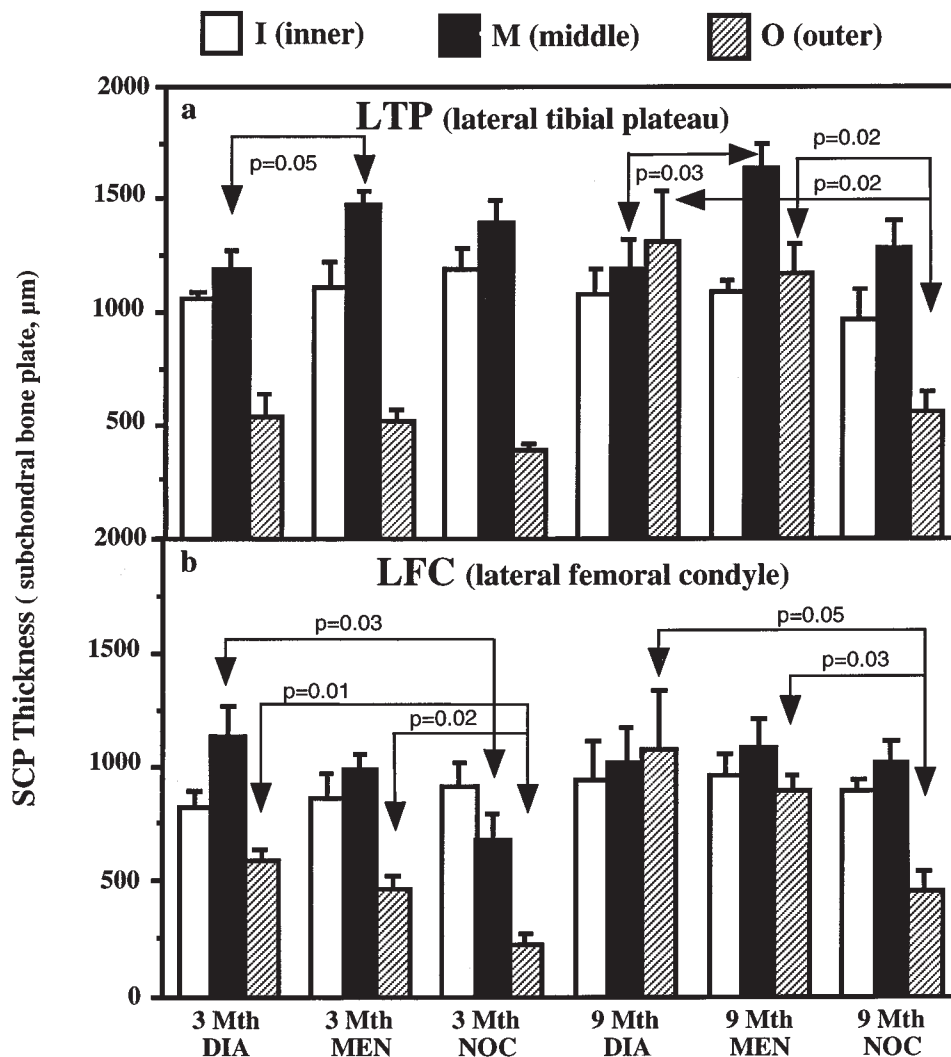 I (inner) M (middle) O (outer)
2000
a
LTP (lateral tibial plateau)
p=0.05
p=0.03
p=0.02
p=0.02
1500
1000
500
2000
b
LFC (lateral femoral condyle)
p=0.03
p=0.01
p=0.02
p=0.05
p=0.03
1500
1000
500
0
SCP Thickness ( subchondral bone plate, µm)
3 Mth 3 Mth 3 Mth 9 Mth 9 Mth 9 Mth
DIA MEN NOC DIA MEN NOC